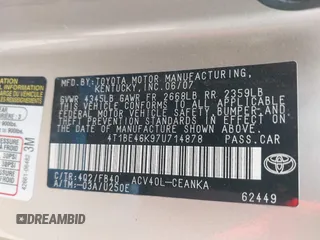 MFD.BY:TOYOTA MOTOR MANUFACTURING,
KENTUCKY,INC.06/07
GVWR 4345LB GAWR FR 2668LB RR 2359LB
THIS VEHICLE CONFORMS TO ALL APPLICABLE
FEDERAL MOTOR VEHICLE SAFETY, BUMPER AND
THEFT PREVENTION STANDARDS IN EFFECT ON
THE DATE OF MANUFACTURE SHOWN ABOVE.
4T1BE46K97U714878 PASS.CAR
C/TR:4Q2/FB40 ACV40L-CEANKA
A/TM:-03A/U250E
62449
3M
AUTOBIDMASTER